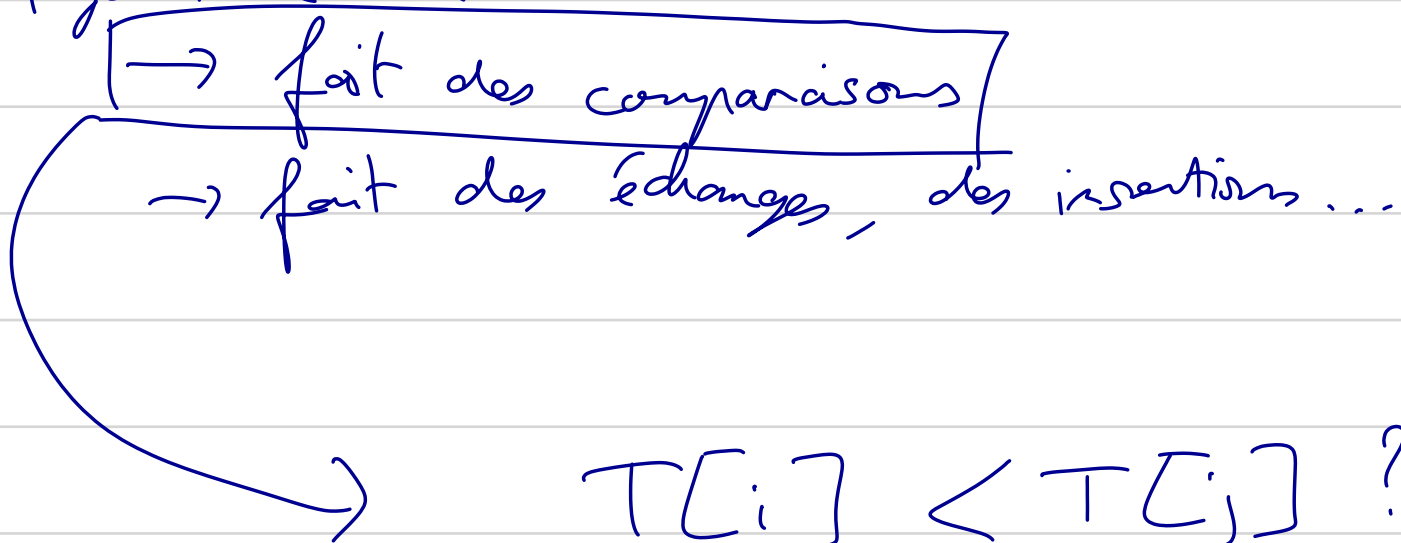 → fait des comparaisons
→ fait des échanges, des insertions...
T[i] < T[j] ?